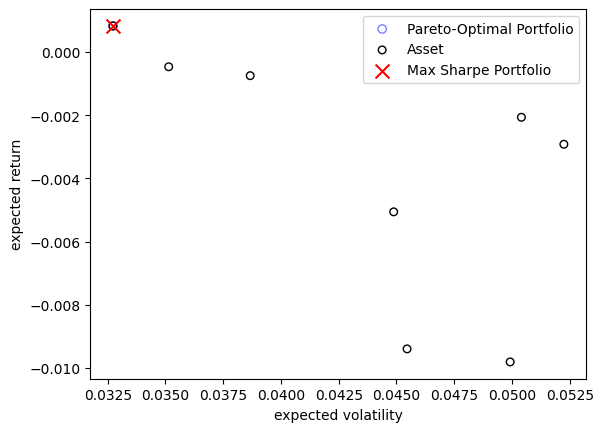 Pareto-Optimal Portfolio
Asset
Max Sharpe Portfolio
0.000
−0.002
−0.004
−0.006
−0.008
−0.010
expected return
0.0325 0.0350 0.0375 0.0400 0.0425 0.0450 0.0475 0.0500 0.0525
expected volatility